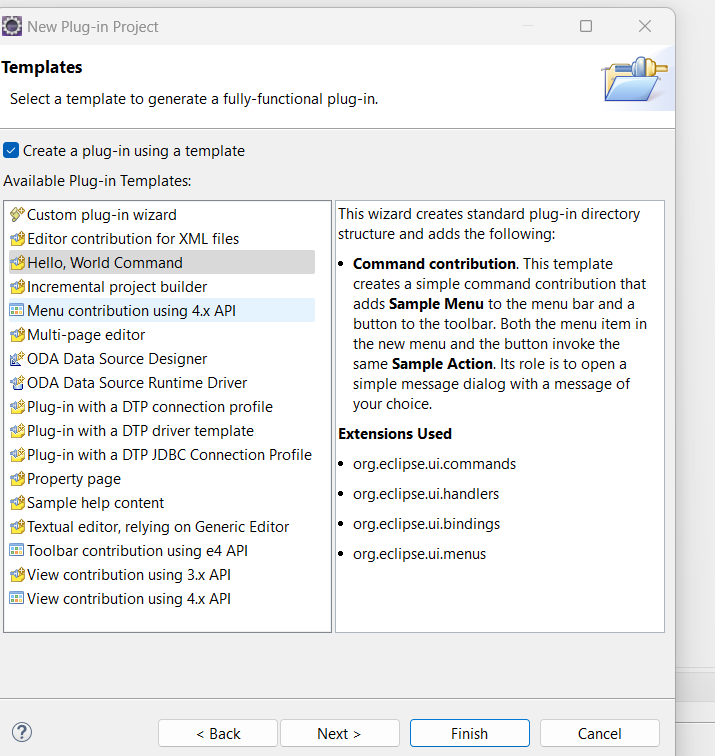 New Plug-in Project
Templates
Select a template to generate a fully-functional plug-in.
Create a plug-in using a template
Available Plug-in Templates:
Custom plug-in wizard
Editor contribution for XML files
Hello, World Command
Incremental project builder
Menu contribution using 4.x API
Multi-page editor
ODA Data Source Designer
ODA Data Source Runtime Driver
Plug-in with a DTP connection profile
Plug-in with a DTP driver template
Plug-in with a DTP JDBC Connection Profile
Property page
Sample help content
Textual editor, relying on Generic Editor
Toolbar contribution using e4 API
View contribution using 3.x API
View contribution using 4.x API
This wizard creates standard plug-in directory
structure and adds the following:
• Command contribution. This template
creates a simple command contribution that
adds Sample Menu to the menu bar and a
button to the toolbar. Both the menu item in
the new menu and the button invoke the
same Sample Action. Its role is to open a
simple message dialog with a message of
your choice.
Extensions Used
• org.eclipse.ui.commands
• org.eclipse.ui.handlers
• org.eclipse.ui.bindings
• org.eclipse.ui.menus
?
< Back
Next >
Finish
Cancel